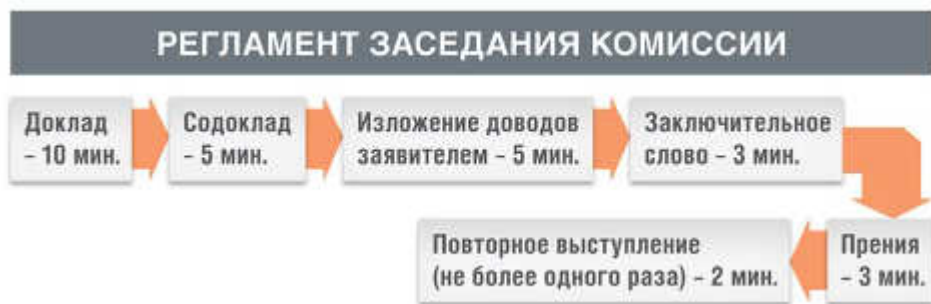 РЕГЛАМЕНТ ЗАСЕДАНИЯ КОМИССИИ
Доклад
– 10 мин.
Содоклад
– 5 мин.
Изложение доводов
заявителем – 5 мин.
Заключительное
слово – 3 мин.
Прения
– 3 мин.
Повторное выступление
(не более одного раза) – 2 мин.